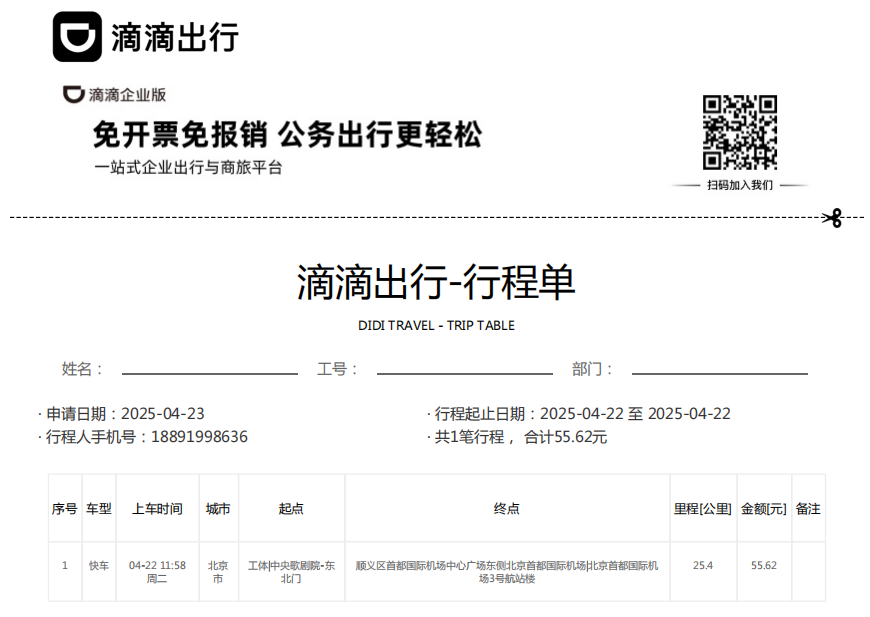 滴滴出行
滴滴企业版
免开票免报销 公务出行更轻松
一站式企业出行与商旅平台
扫码加入我们
滴滴出行-行程单
DIDI TRAVEL - TRIP TABLE
姓名： 工号： 部门：
· 申请日期：2025-04-23 · 行程起止日期：2025-04-22 至 2025-04-22
· 行程人手机号：18891998636 · 共1笔行程， 合计55.62元
序号 车型 上车时间 城市 起点 终点 里程[公里] 金额[元] 备注
1 快车 04-22 11:58 北京 工体|中央歌剧院-东 顺义区首都国际机场中心广场东侧北京首都国际机场|北京首都国际机 25.4 55.62
周二 市 北门 场3号航站楼